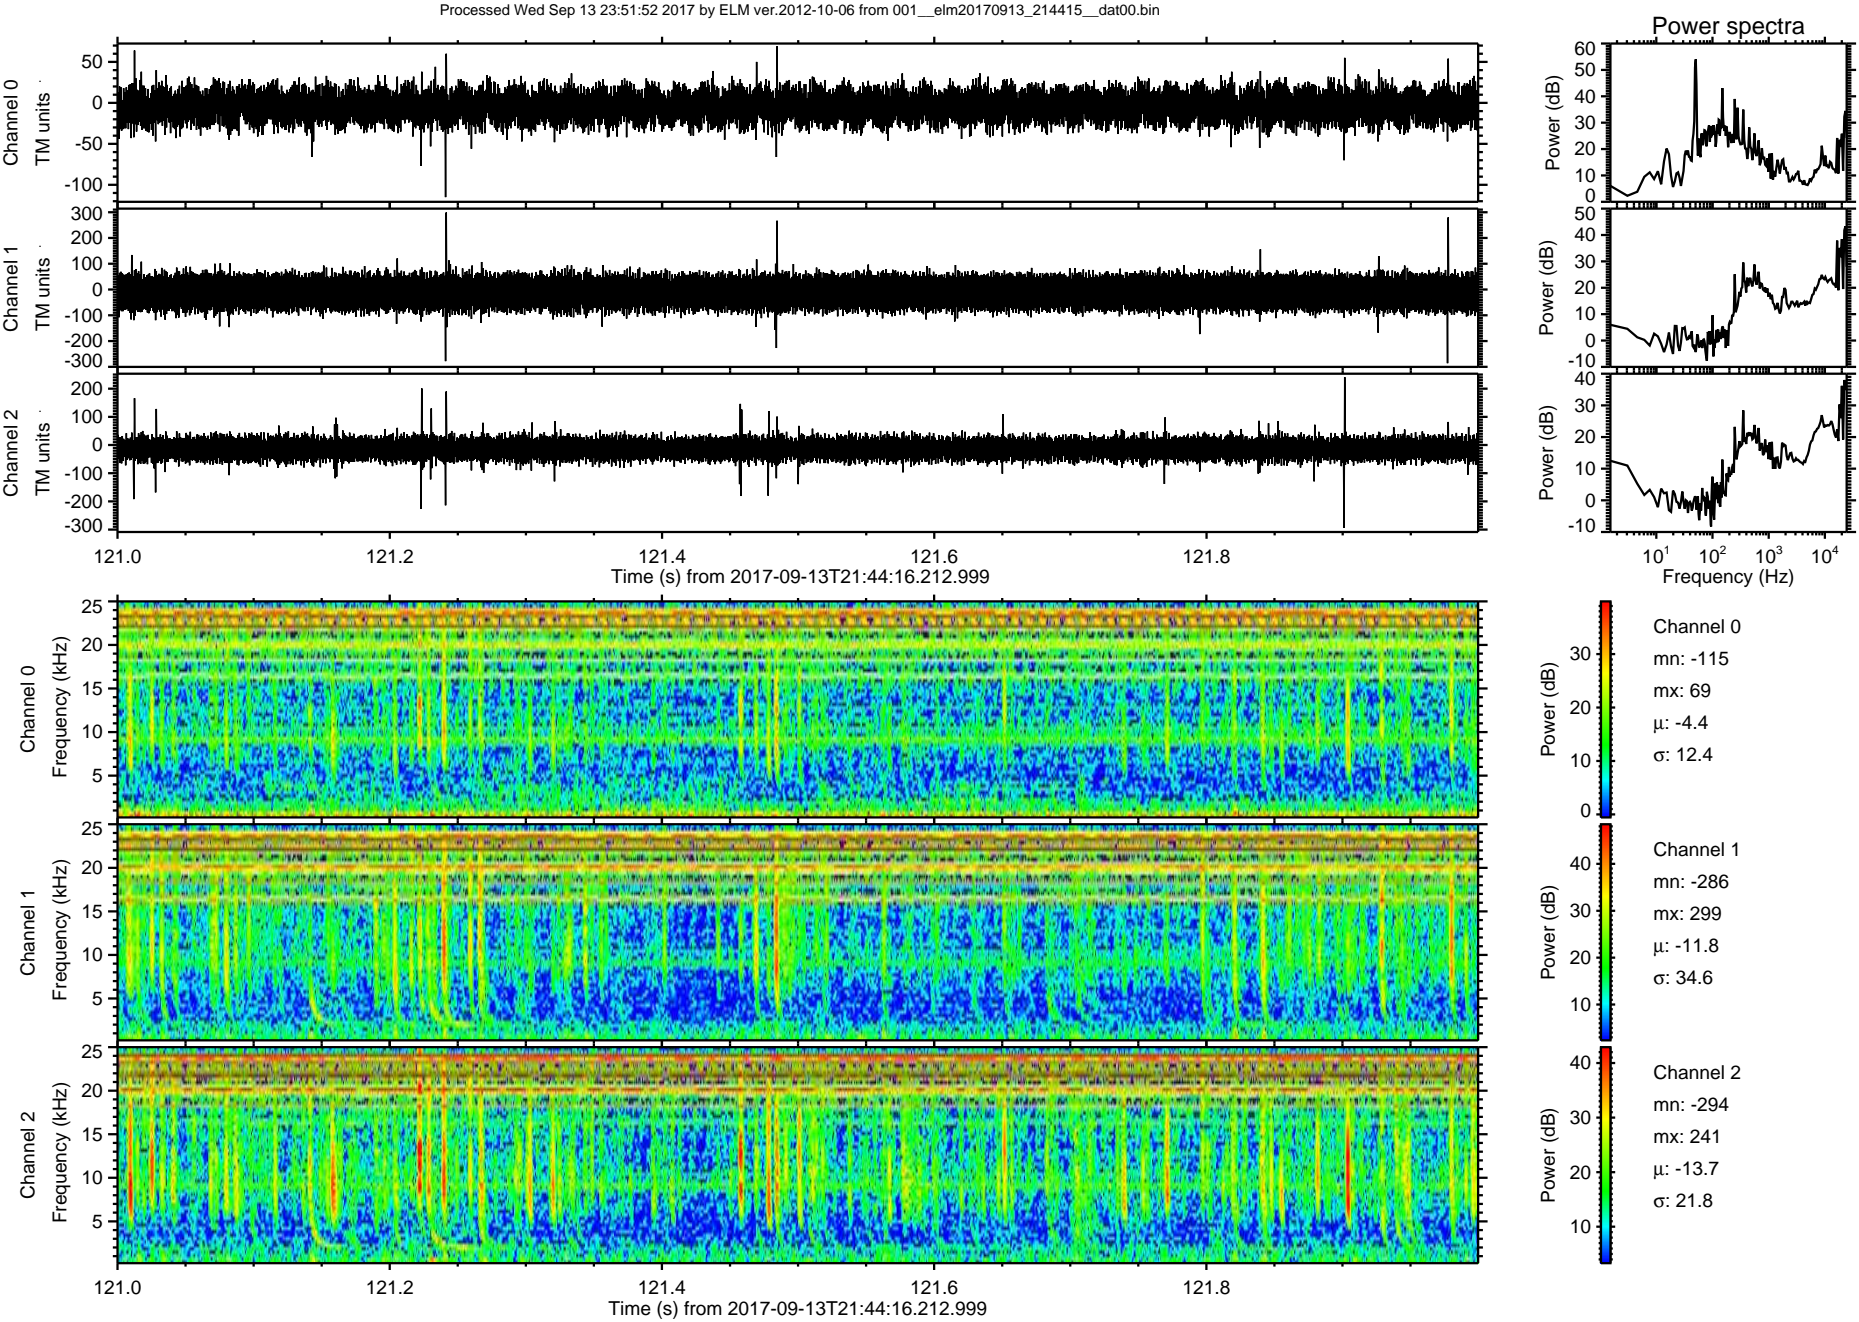 Processed Wed Sep 13 23:51:52 2017 by ELM ver.2012-10-06 from 001__elm20170913_214415__dat00.bin
Power spectra
Channel 0
TM units
50
0
-50
-100
Power (dB)
60
50
40
30
20
10
0
Channel 1
TM units
300
200
100
0
-100
-200
-300
Power (dB)
50
40
30
20
10
0
-10
Channel 2
TM units
200
100
0
-100
-200
-300
Power (dB)
40
30
20
10
0
-10
121.0 121.2 121.4 121.6 121.8
Time (s) from 2017-09-13T21:44:16.212.999
10¹ 10² 10³ 10⁴
Frequency (Hz)
Channel 0
Frequency (kHz)
25
20
15
10
5
Power (dB)
30
20
10
0
Channel 0
mn: -115
mx: 69
μ: -4.4
σ: 12.4
Channel 1
Frequency (kHz)
25
20
15
10
5
Power (dB)
40
30
20
10
Channel 1
mn: -286
mx: 299
μ: -11.8
σ: 34.6
Channel 2
Frequency (kHz)
25
20
15
10
5
Power (dB)
40
30
20
10
Channel 2
mn: -294
mx: 241
μ: -13.7
σ: 21.8
121.0 121.2 121.4 121.6 121.8
Time (s) from 2017-09-13T21:44:16.212.999